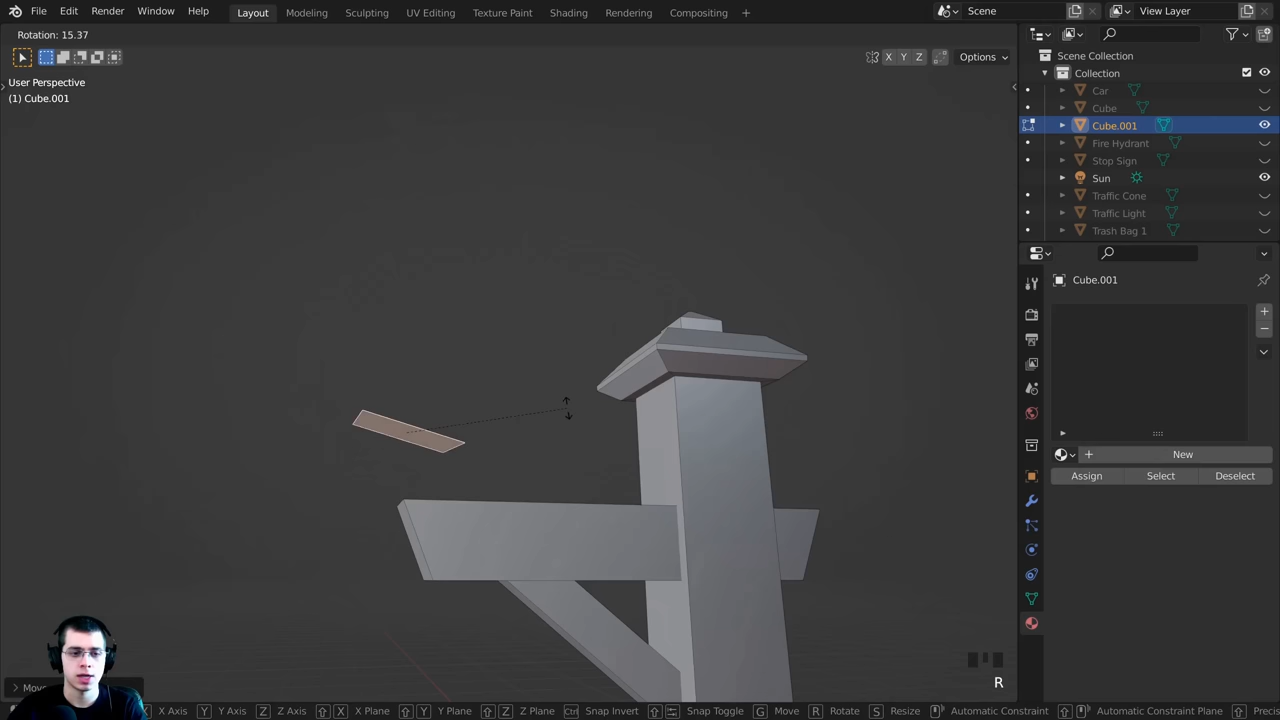 File Edit Render Window Help Layout Modeling Sculpting UV Editing Texture Paint Shading Rendering Compositing + Scene View Layer
Rotation: 15.37
X Y Z Options
User Perspective
(1) Cube.001
Scene Collection
Collection
Car
Cube
Cube.001
Fire Hydrant
Stop Sign
Sun
Traffic Cone
Traffic Light
Trash Bag 1
Cube.001
New
Assign Select Deselect
R
Move
X X Axis Y Y Axis Z Z Axis X X Plane Y Y Plane Z Z Plane Ctrl Snap Invert Snap Toggle G Move R Rotate S Resize Automatic Constraint Automatic Constraint Plane